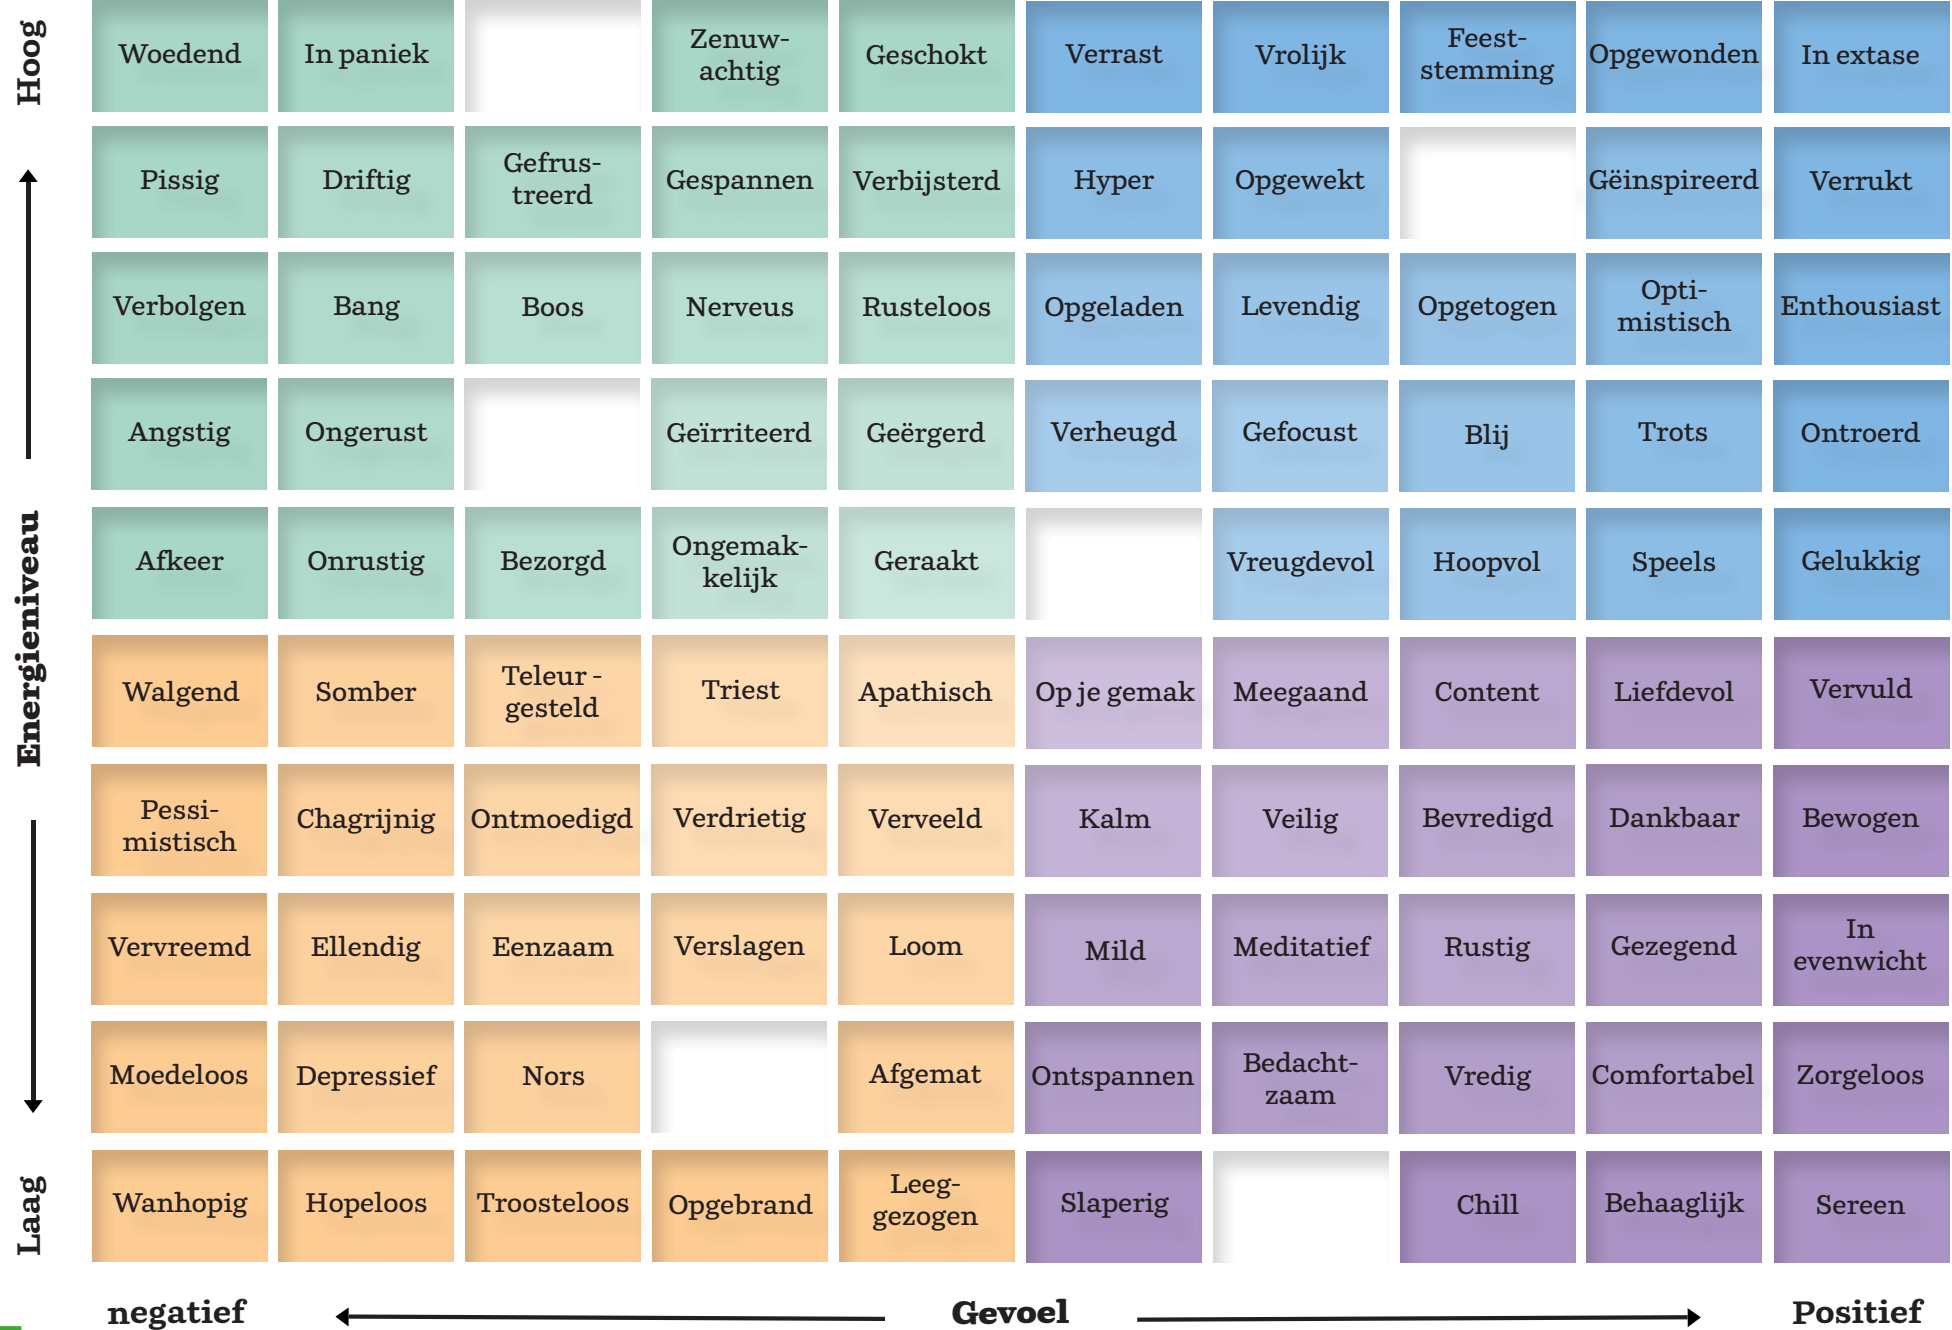 Hoog
Woedend
In paniek
Zenuw-
achtig
Geschokt
Verrast
Vrolijk
Feest-
stemming
Opgewonden
In extase
Pissig
Driftig
Gefrus-
treerd
Gespannen
Verbijsterd
Hyper
Opgewekt
Gëinspireerd
Verrukt
Verbolgen
Bang
Boos
Nerveus
Rusteloos
Opgeladen
Levendig
Opgetogen
Opti-
mistisch
Enthousiast
Angstig
Ongerust
Geïrriteerd
Geërgerd
Verheugd
Gefocust
Blij
Trots
Ontroerd
Energieniveau
Afkeer
Onrustig
Bezorgd
Ongemak-
kelijk
Geraakt
Vreugdevol
Hoopvol
Speels
Gelukkig
Walgend
Somber
Teleur -
gesteld
Triest
Apathisch
Op je gemak
Meegaand
Content
Liefdevol
Vervuld
Pessi-
mistisch
Chagrijnig
Ontmoedigd
Verdrietig
Verveeld
Kalm
Veilig
Bevredigd
Dankbaar
Bewogen
Vervreemd
Ellendig
Eenzaam
Verslagen
Loom
Mild
Meditatief
Rustig
Gezegend
In
evenwicht
Moedeloos
Depressief
Nors
Afgemat
Ontspannen
Bedacht-
zaam
Vredig
Comfortabel
Zorgeloos
Laag
Wanhopig
Hopeloos
Troosteloos
Opgebrand
Leeg-
gezogen
Slaperig
Chill
Behaaglijk
Sereen
negatief
Gevoel
Positief